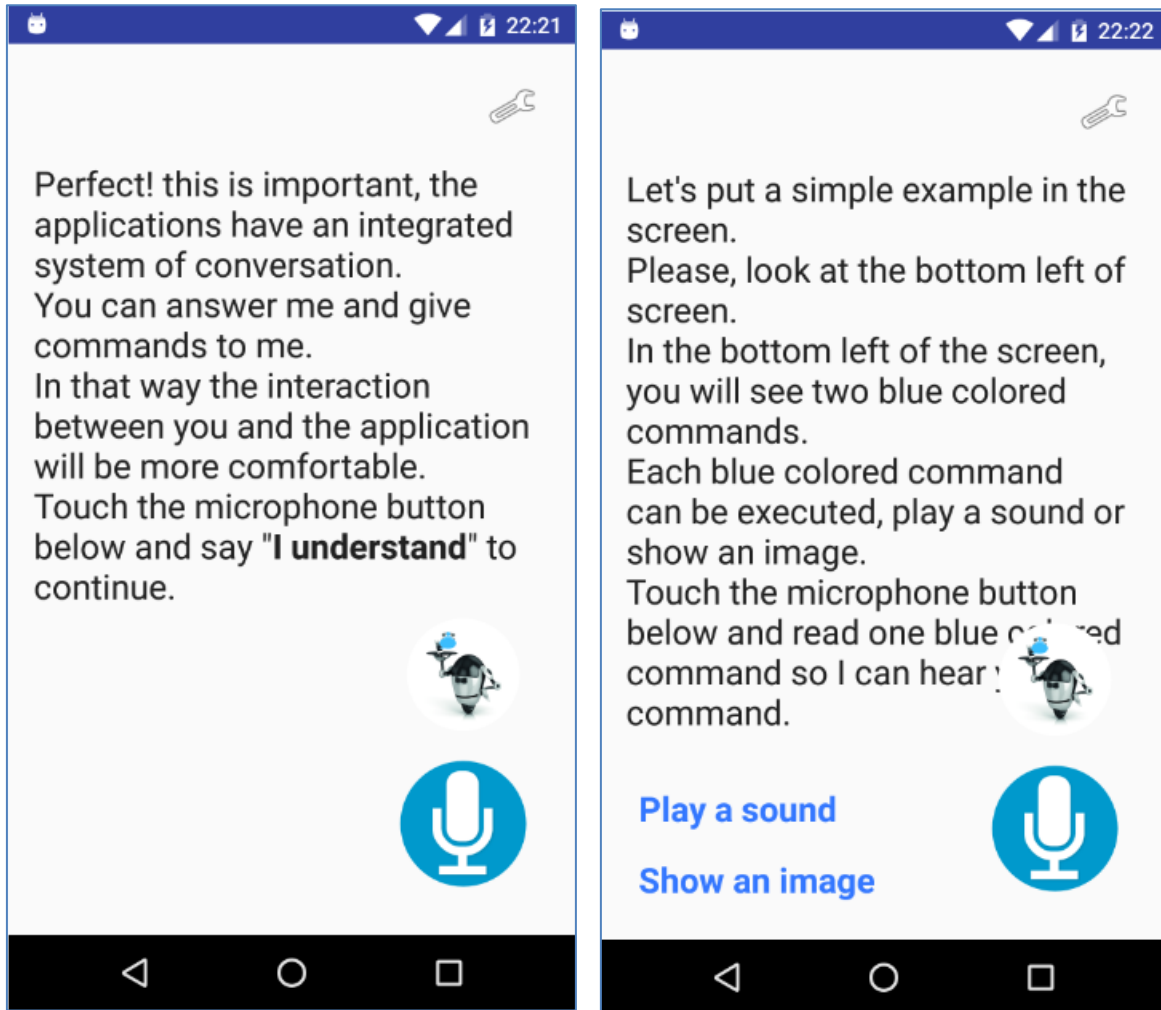 22:21
Perfect! this is important, the
applications have an integrated
system of conversation.
You can answer me and give
commands to me.
In that way the interaction
between you and the application
will be more comfortable.
Touch the microphone button
below and say "I understand" to
continue.
22:22
Let's put a simple example in the
screen.
Please, look at the bottom left of
screen.
In the bottom left of the screen,
you will see two blue colored
commands.
Each blue colored command
can be executed, play a sound or
show an image.
Touch the microphone button
below and read one blue
command so I can hear
command.
Play a sound
Show an image